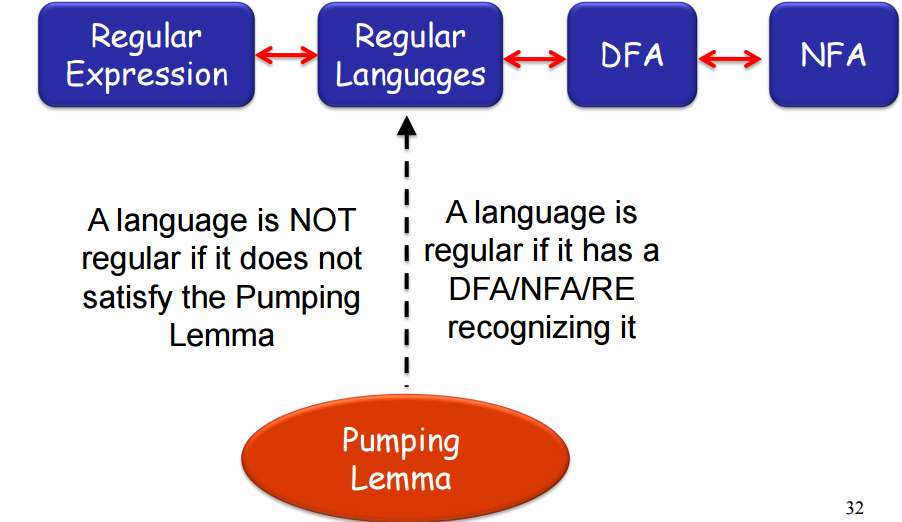 Regular
Expression
Regular
Languages
DFA
NFA
A language is NOT
regular if it does not
satisfy the Pumping
Lemma
A language is
regular if it has a
DFA/NFA/RE
recognizing it
Pumping
Lemma
32